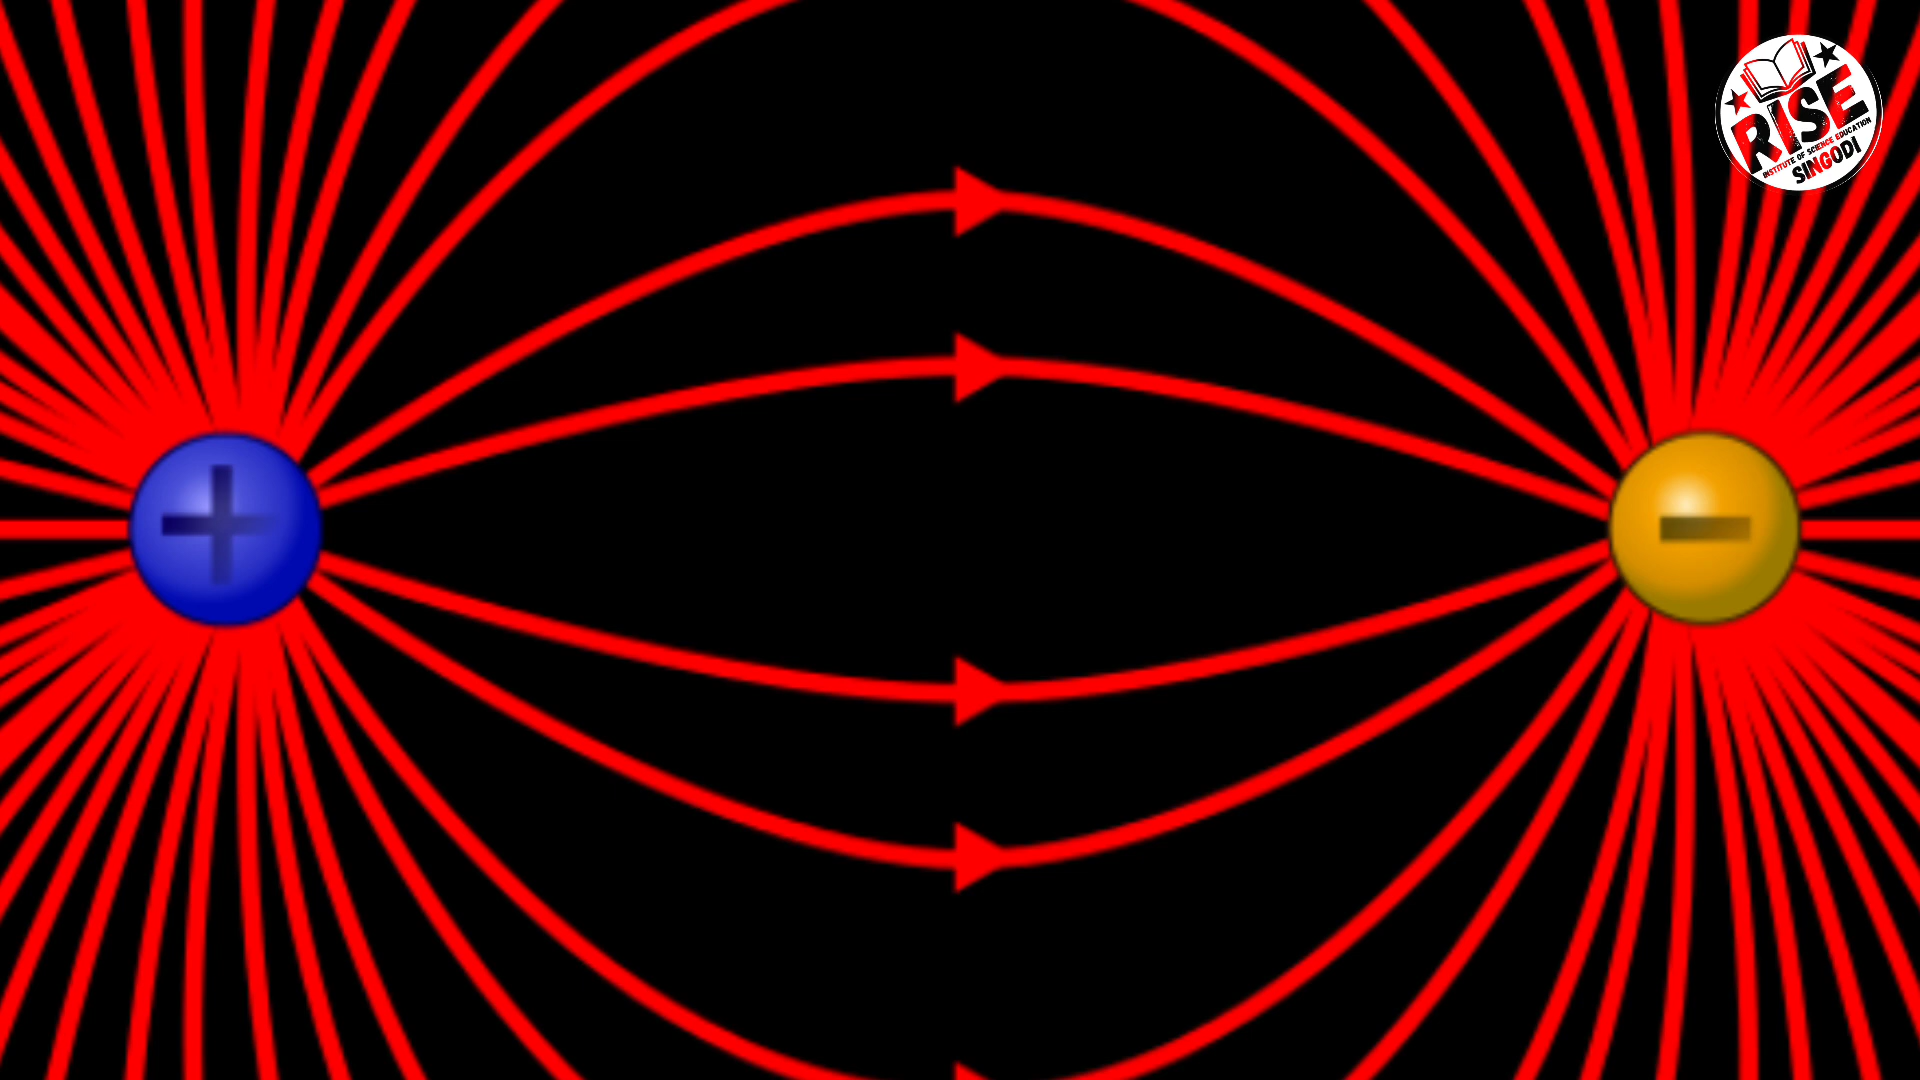 +
-
RISE
INSTITUTE OF SCIENCE EDUCATION
SINGODI